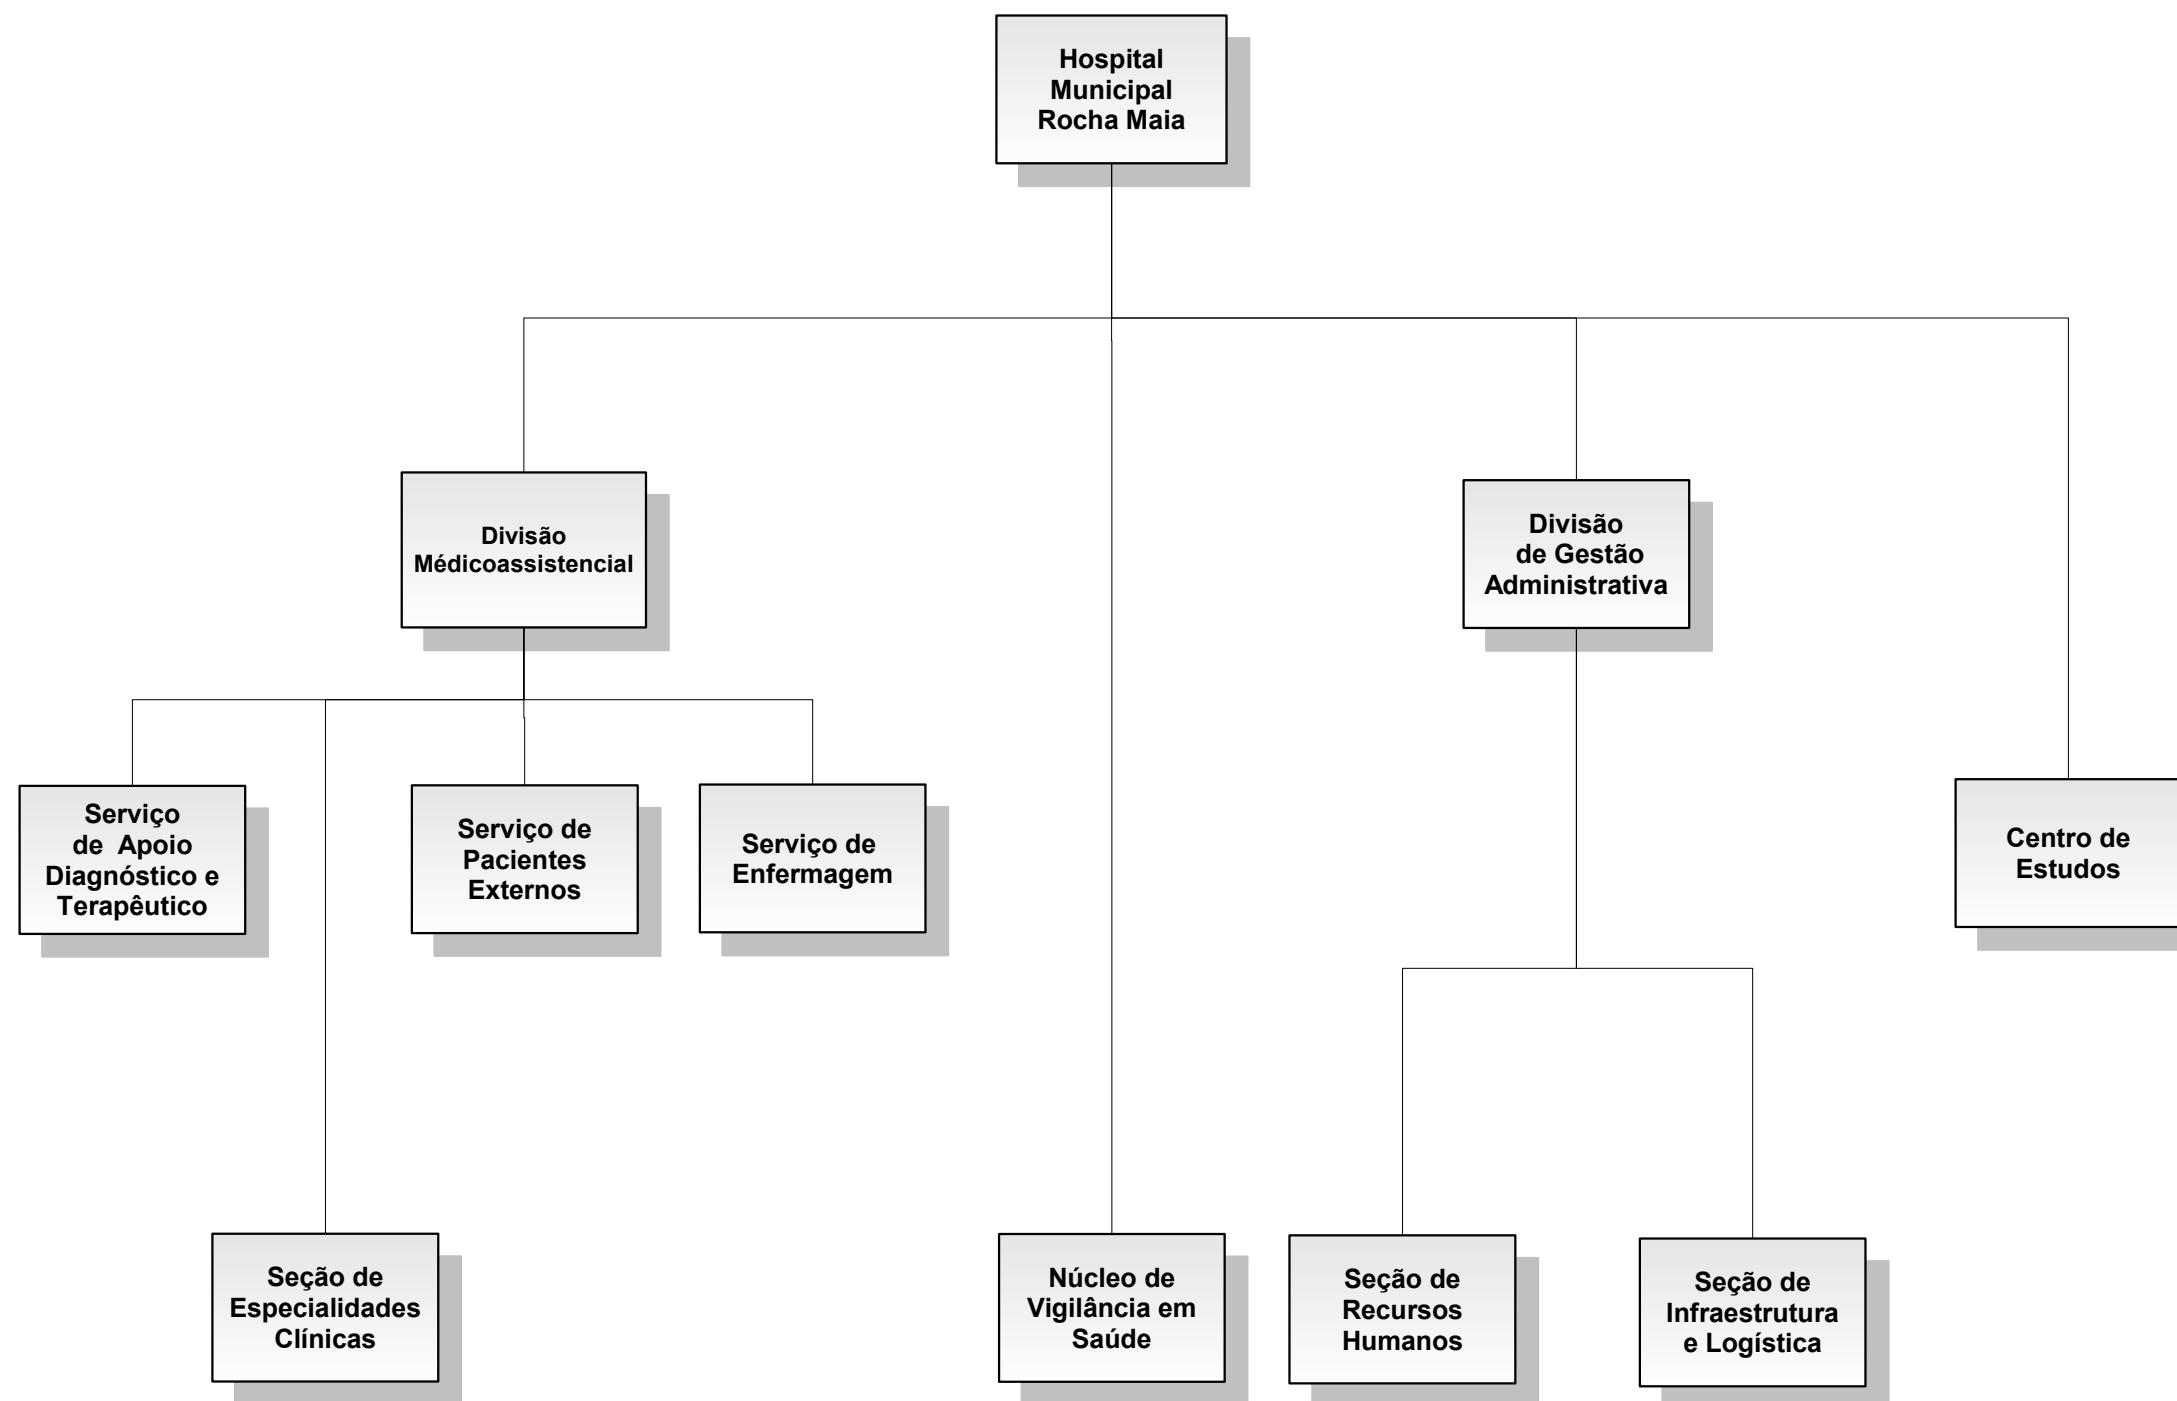 Hospital
Municipal
Rocha Maia
Divisão
Médicoassistencial
Divisão
de Gestão
Administrativa
Serviço
de  Apoio
Diagnóstico e
Terapêutico
Serviço de
Pacientes
Externos
Serviço de
Enfermagem
Centro de
Estudos
Seção de
Especialidades
Clínicas
Núcleo de
Vigilância em
Saúde
Seção de
Recursos
Humanos
Seção de
Infraestrutura
e Logística